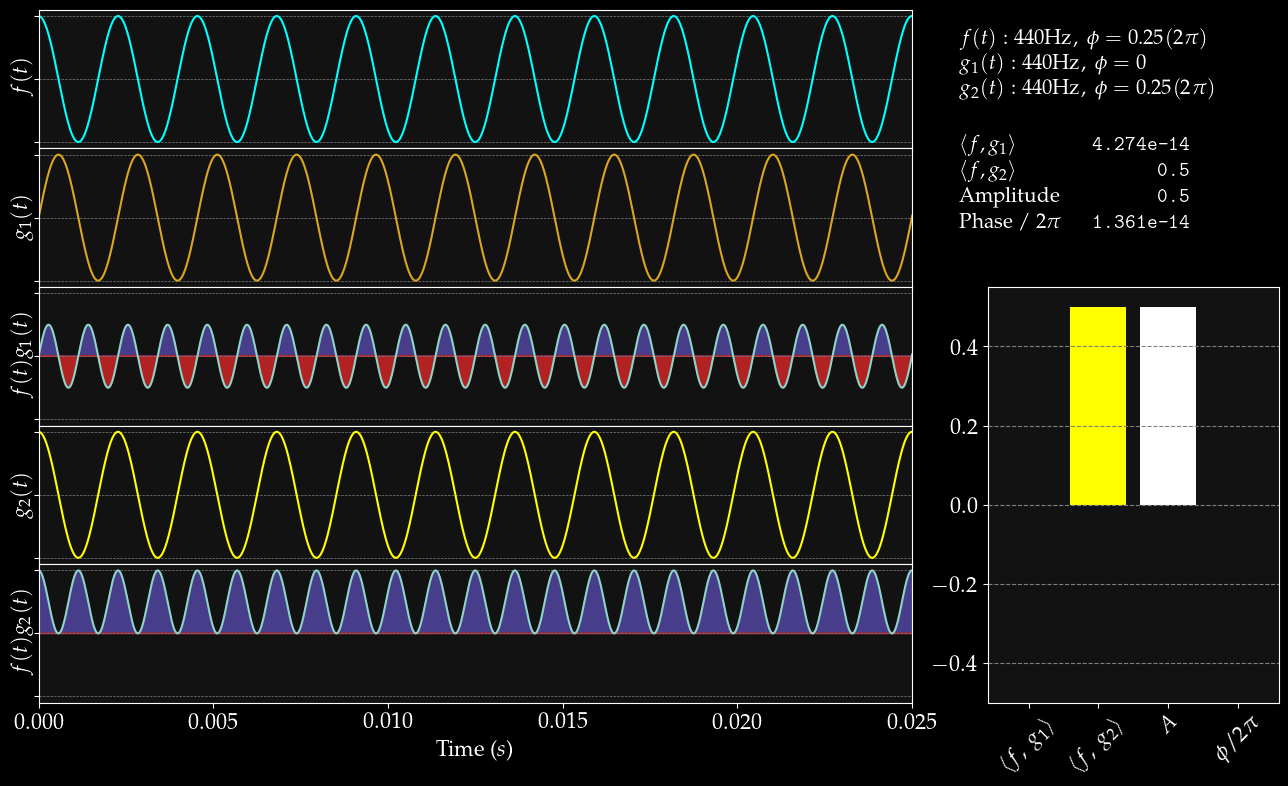 f(t)
g₁(t)
f(t)g₁(t)
g₂(t)
f(t)g₂(t)
0.000 0.005 0.010 0.015 0.020 0.025
Time (s)
f(t) : 440Hz, ϕ = 0.25(2π)
g₁(t) : 440Hz, ϕ = 0
g₂(t) : 440Hz, ϕ = 0.25(2π)
⟨f, g₁⟩ 4.274e-14
⟨f, g₂⟩ 0.5
Amplitude 0.5
Phase / 2π 1.361e-14
0.4
0.2
0.0
−0.2
−0.4
⟨f, g₁⟩ ⟨f, g₂⟩ A ϕ/2π